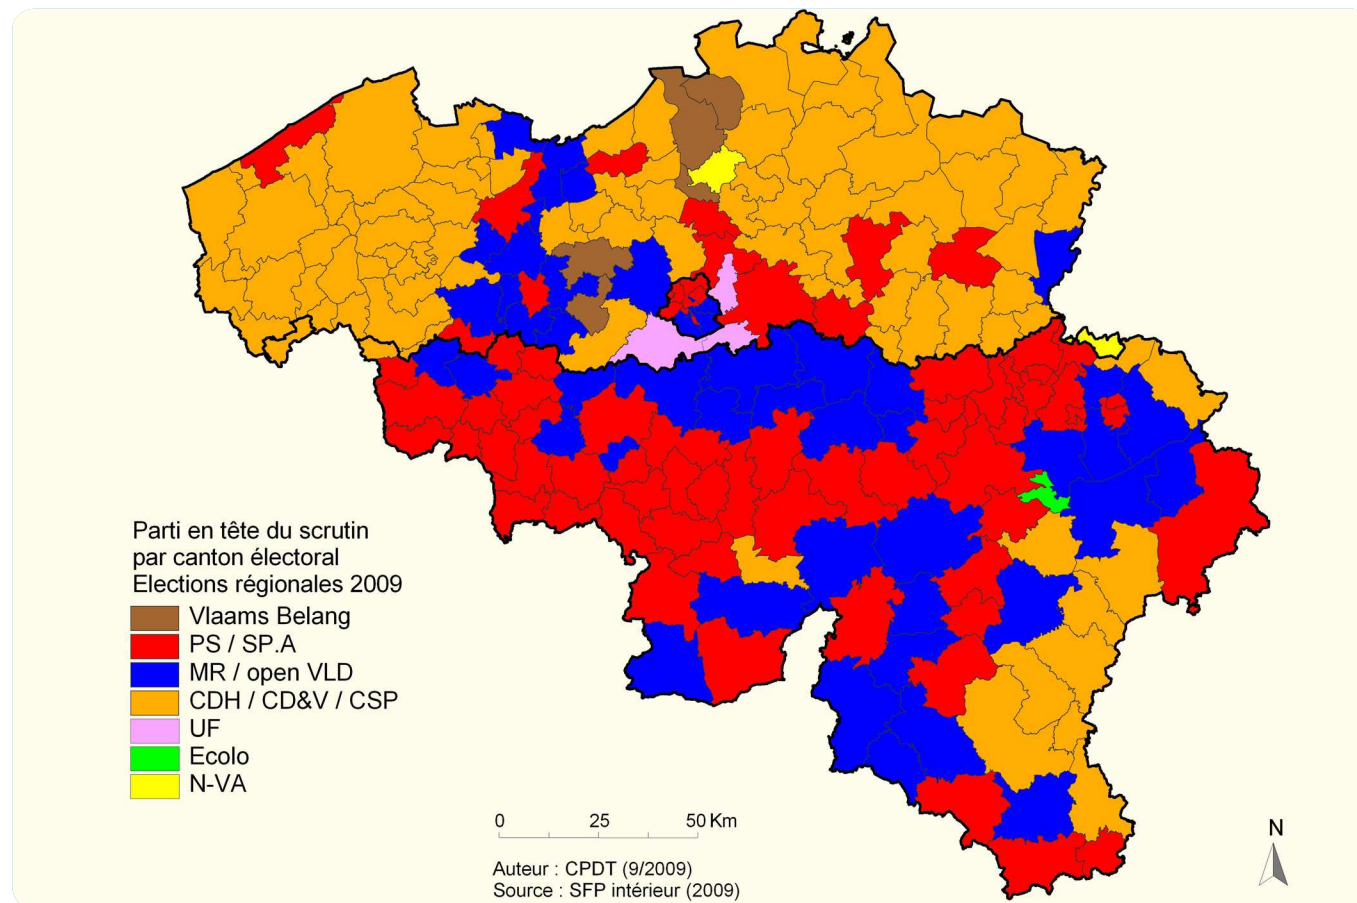 Parti en tête du scrutin
par canton électoral
Elections régionales 2009
Vlaams Belang
PS / SP.A
MR / open VLD
CDH / CD&V / CSP
UF
Ecolo
N-VA
0 25 50 Km
Auteur : CPDT (9/2009)
Source : SFP intérieur (2009)
N